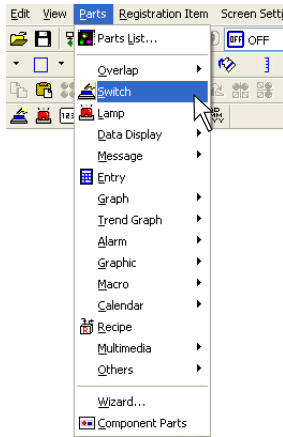 Edit View Parts Registration Item Screen Setti
Parts List...
OFF OFF
Overlap
Switch
Lamp
Data Display
Message
Entry
Graph
Trend Graph
Alarm
Graphic
Macro
Calendar
Recipe
Multimedia
Others
Wizard...
Component Parts